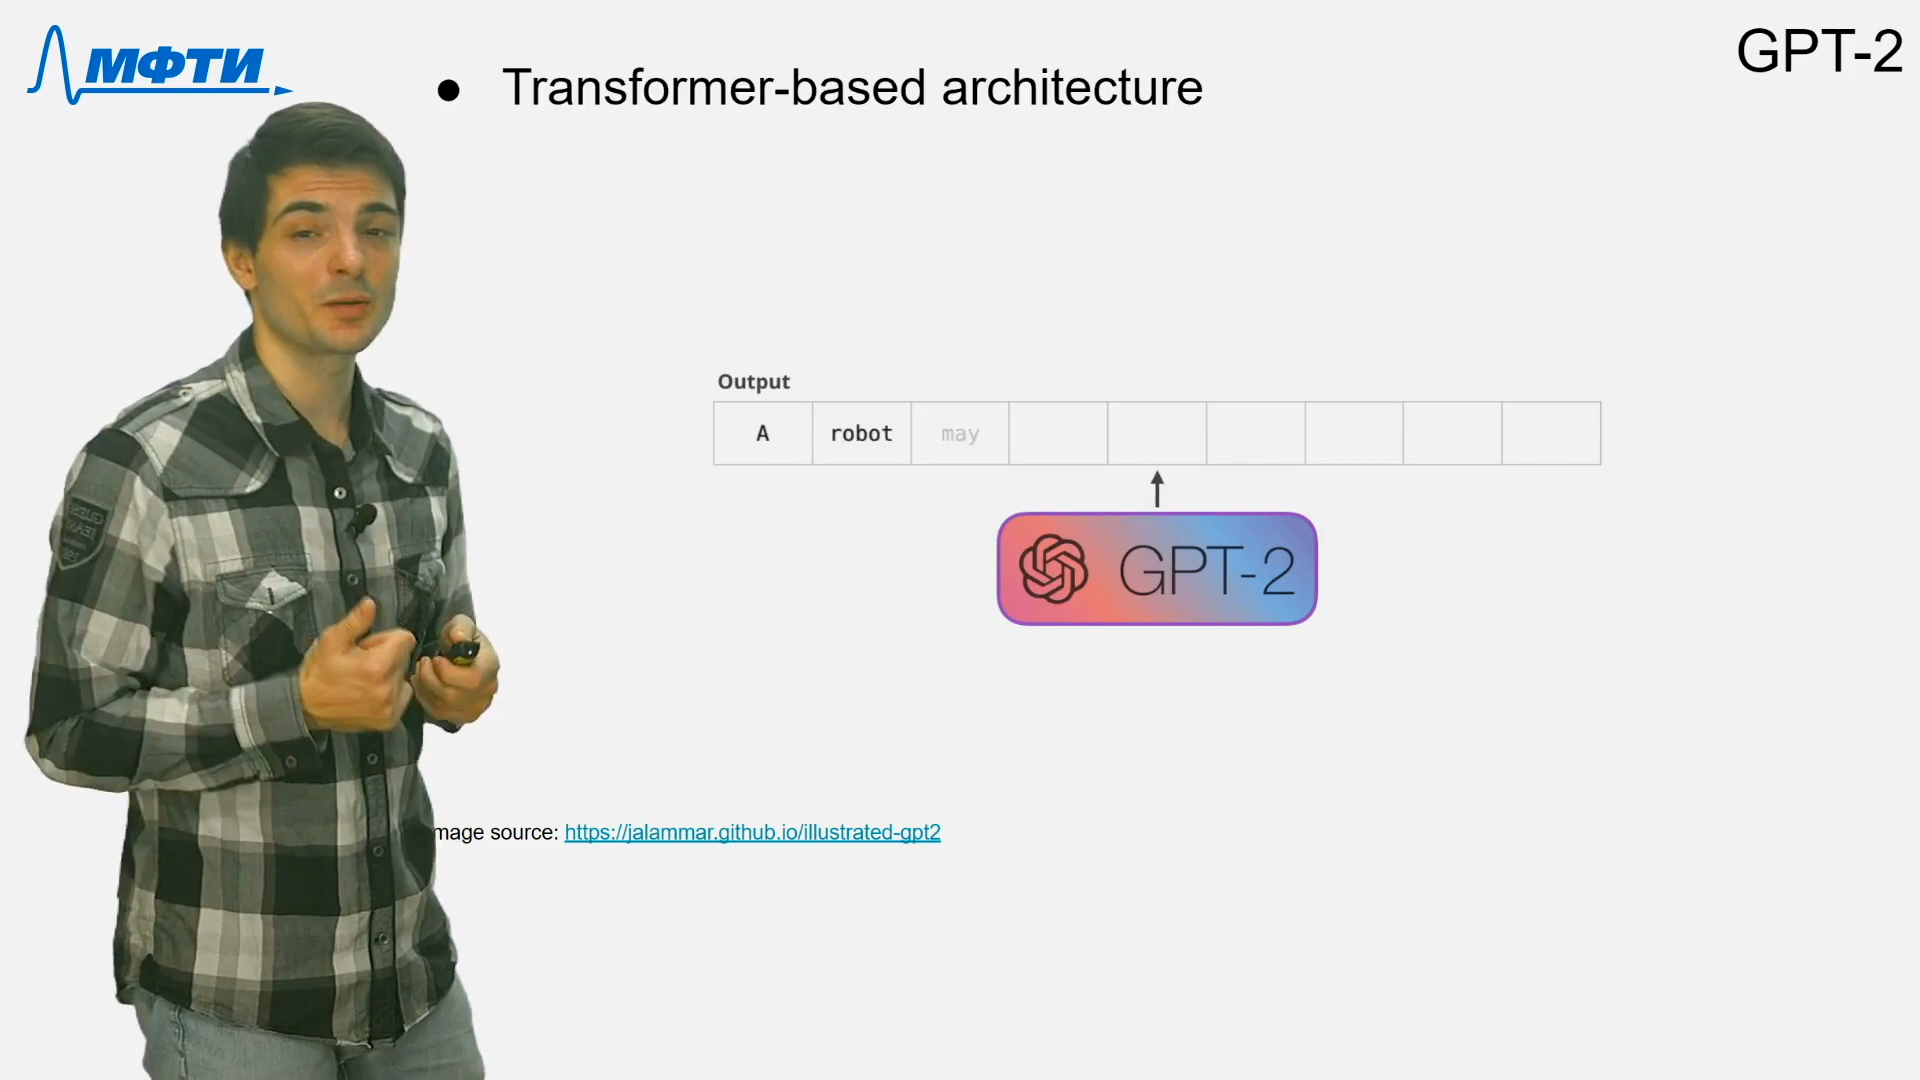 МФТИ
GPT-2
● Transformer-based architecture
Output
A robot may
GPT-2
mage source: https://jalammar.github.io/illustrated-gpt2